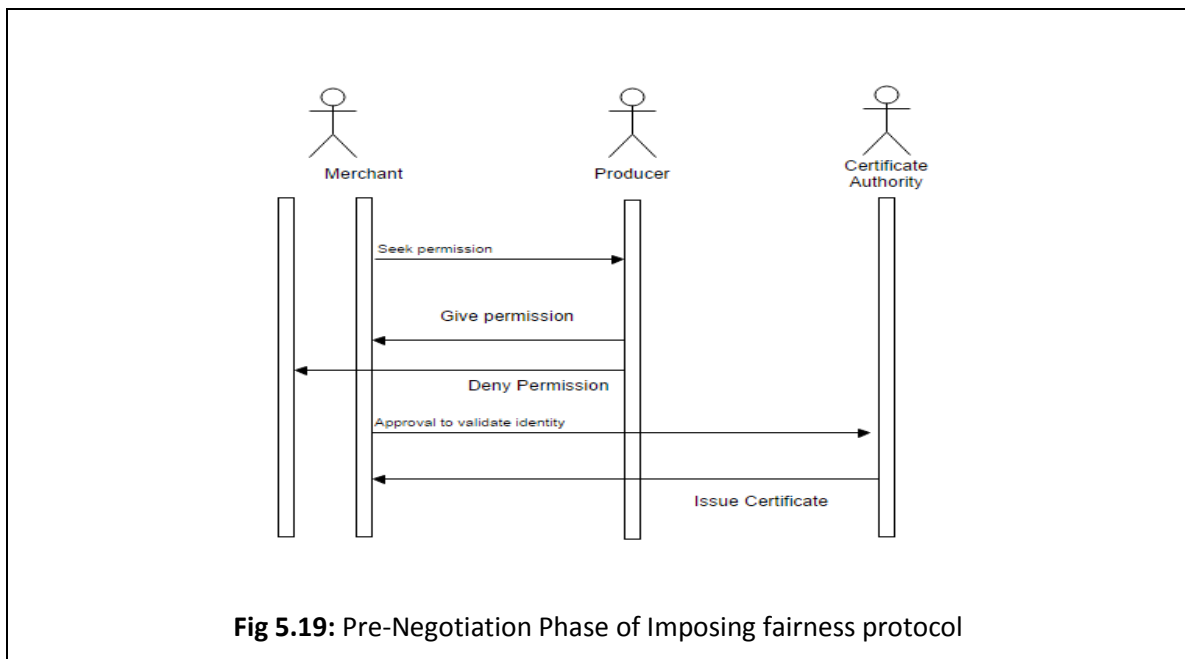 Merchant
Producer
Certificate
Authority
Seek permission
Give permission
Deny Permission
Approval to validate identity
Issue Certificate
Fig 5.19: Pre-Negotiation Phase of Imposing fairness protocol